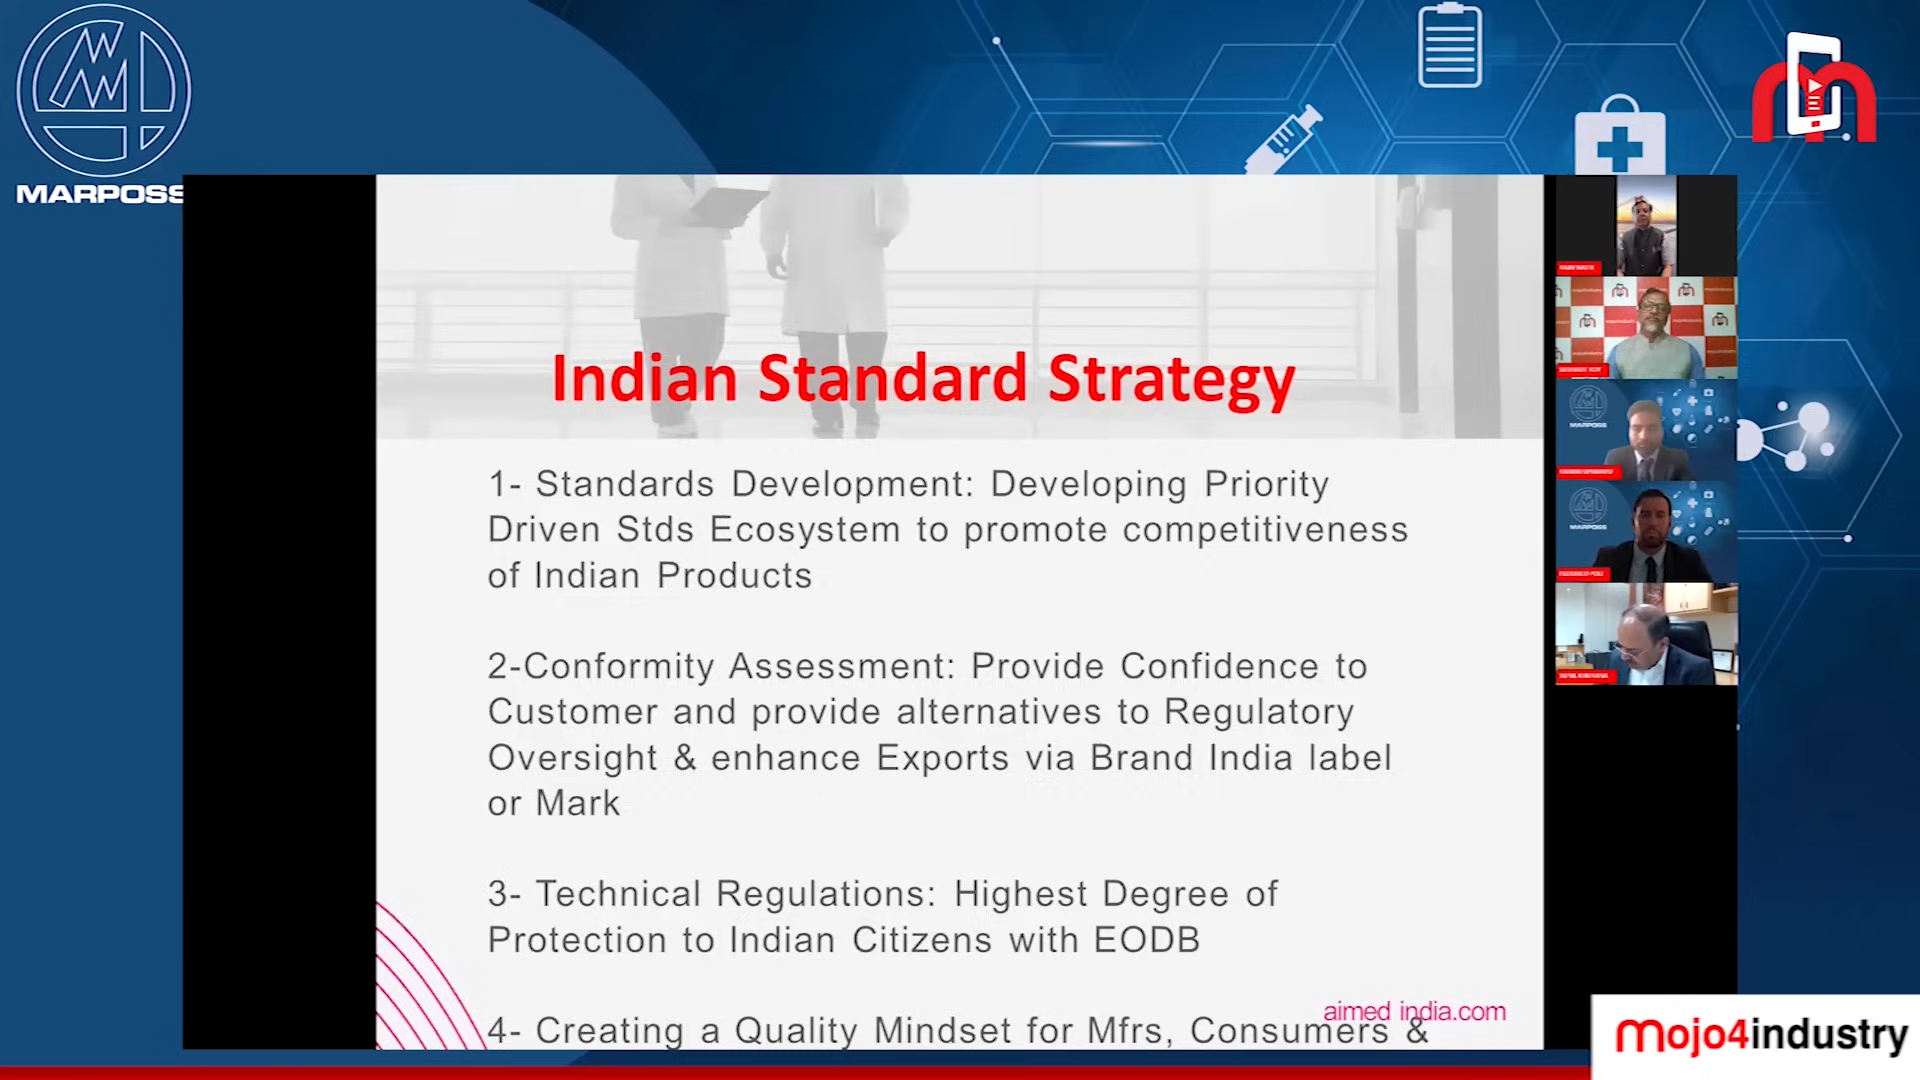 MARPOSS
Indian Standard Strategy
1- Standards Development: Developing Priority
Driven Stds Ecosystem to promote competitiveness
of Indian Products
2-Conformity Assessment: Provide Confidence to
Customer and provide alternatives to Regulatory
Oversight & enhance Exports via Brand India label
or Mark
3- Technical Regulations: Highest Degree of
Protection to Indian Citizens with EODB
aimed india.com
4- Creating a Quality Mindset for Mfrs, Consumers &
MARPOSS
MARPOSS
mojo4industry